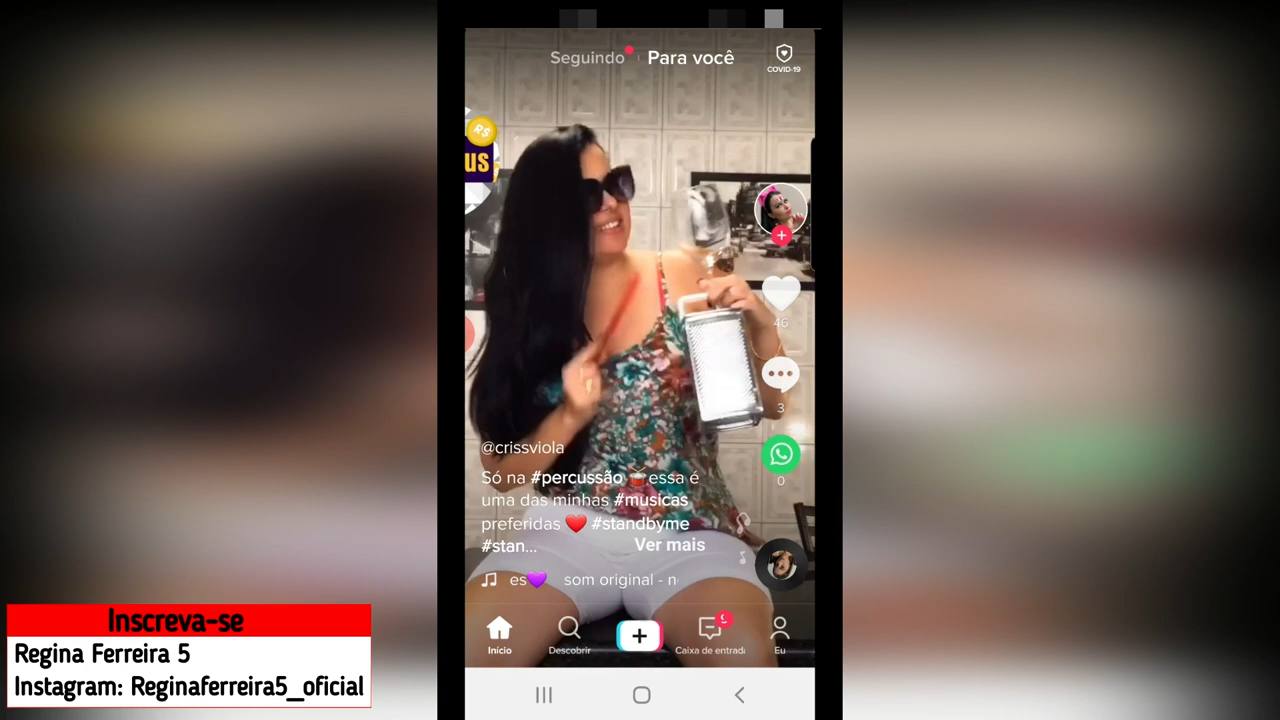 Seguindo
Para você
COVID-19
R$
US
46
3
0
@crissviola
Só na #percussão 🥁essa é
uma das minhas #musicas
preferidas ❤️ #standbyme
#stan...
Ver mais
es💜 som original - n
Início
Descobrir
Caixa de entrada
Eu
Inscreva-se
Regina Ferreira 5
Instagram: Reginaferreira5_oficial